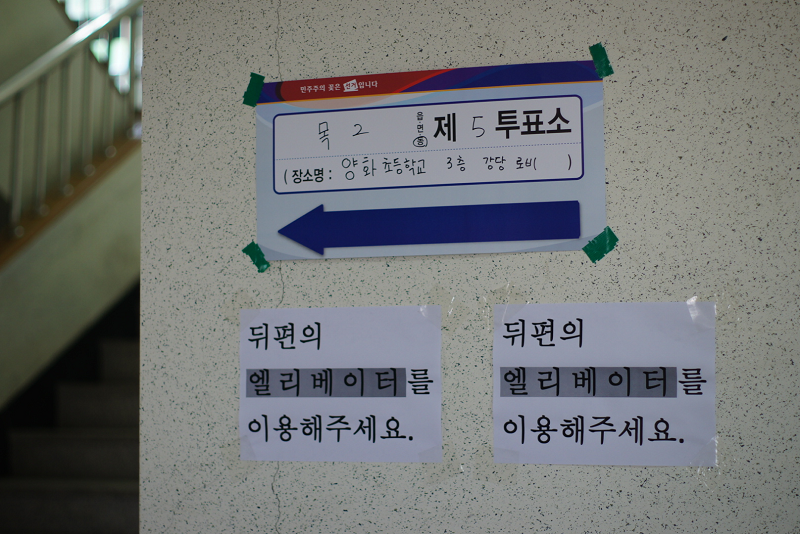 민주주의 꽃은 선거입니다
목 2 읍 면 동 제 5 투표소
(장소명 : 양화초등학교 3층 강당 로비 )
뒤편의
엘리베이터를
이용해주세요.
뒤편의
엘리베이터를
이용해주세요.